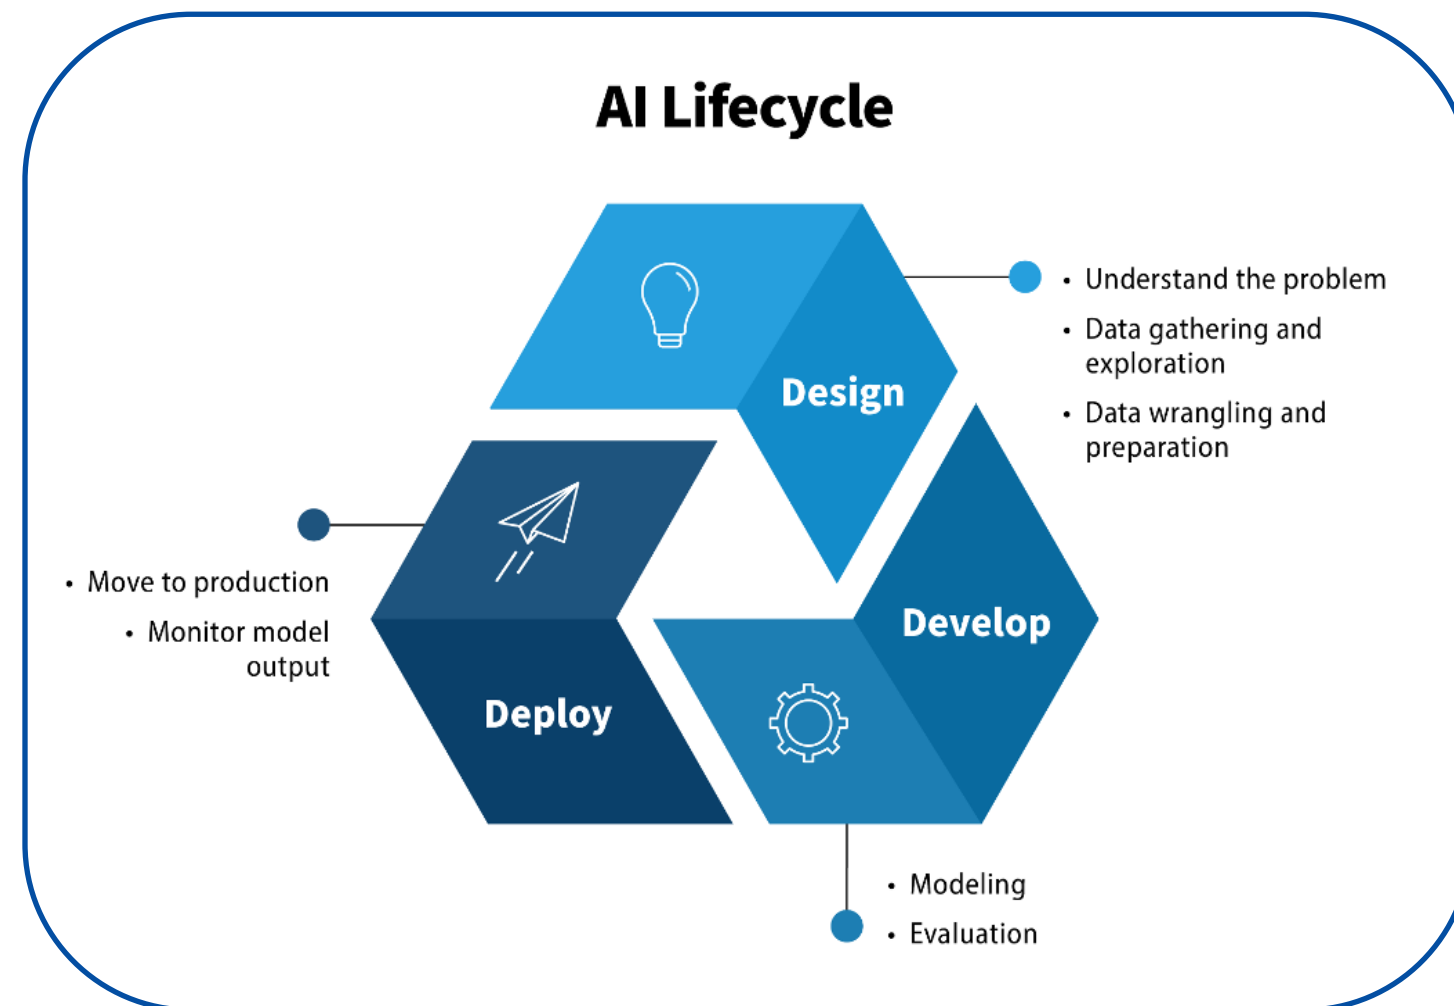 AI Lifecycle
Design
• Understand the problem
• Data gathering and
exploration
• Data wrangling and
preparation
Develop
• Modeling
• Evaluation
Deploy
• Move to production
• Monitor model
output